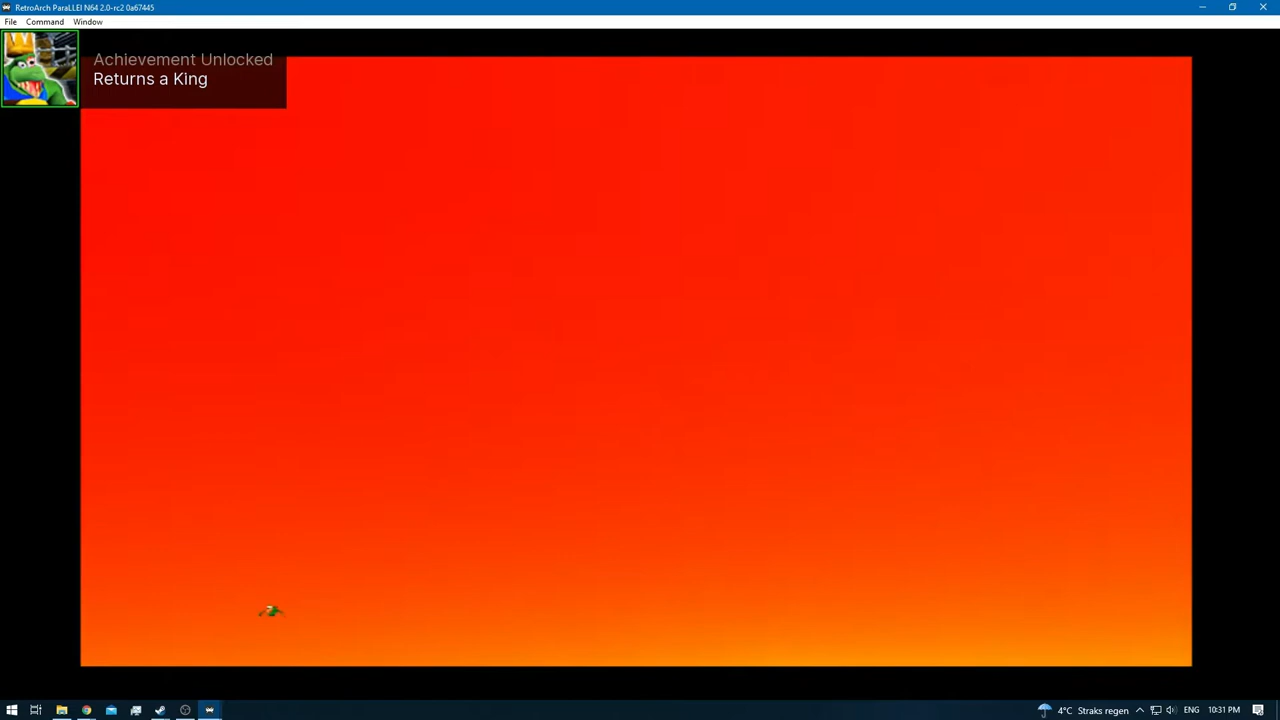 RetroArch ParaLLEl N64 2.0-rc2 0a67445
File Command Window
Achievement Unlocked
Returns a King
4°C Straks regen ENG 10:31 PM